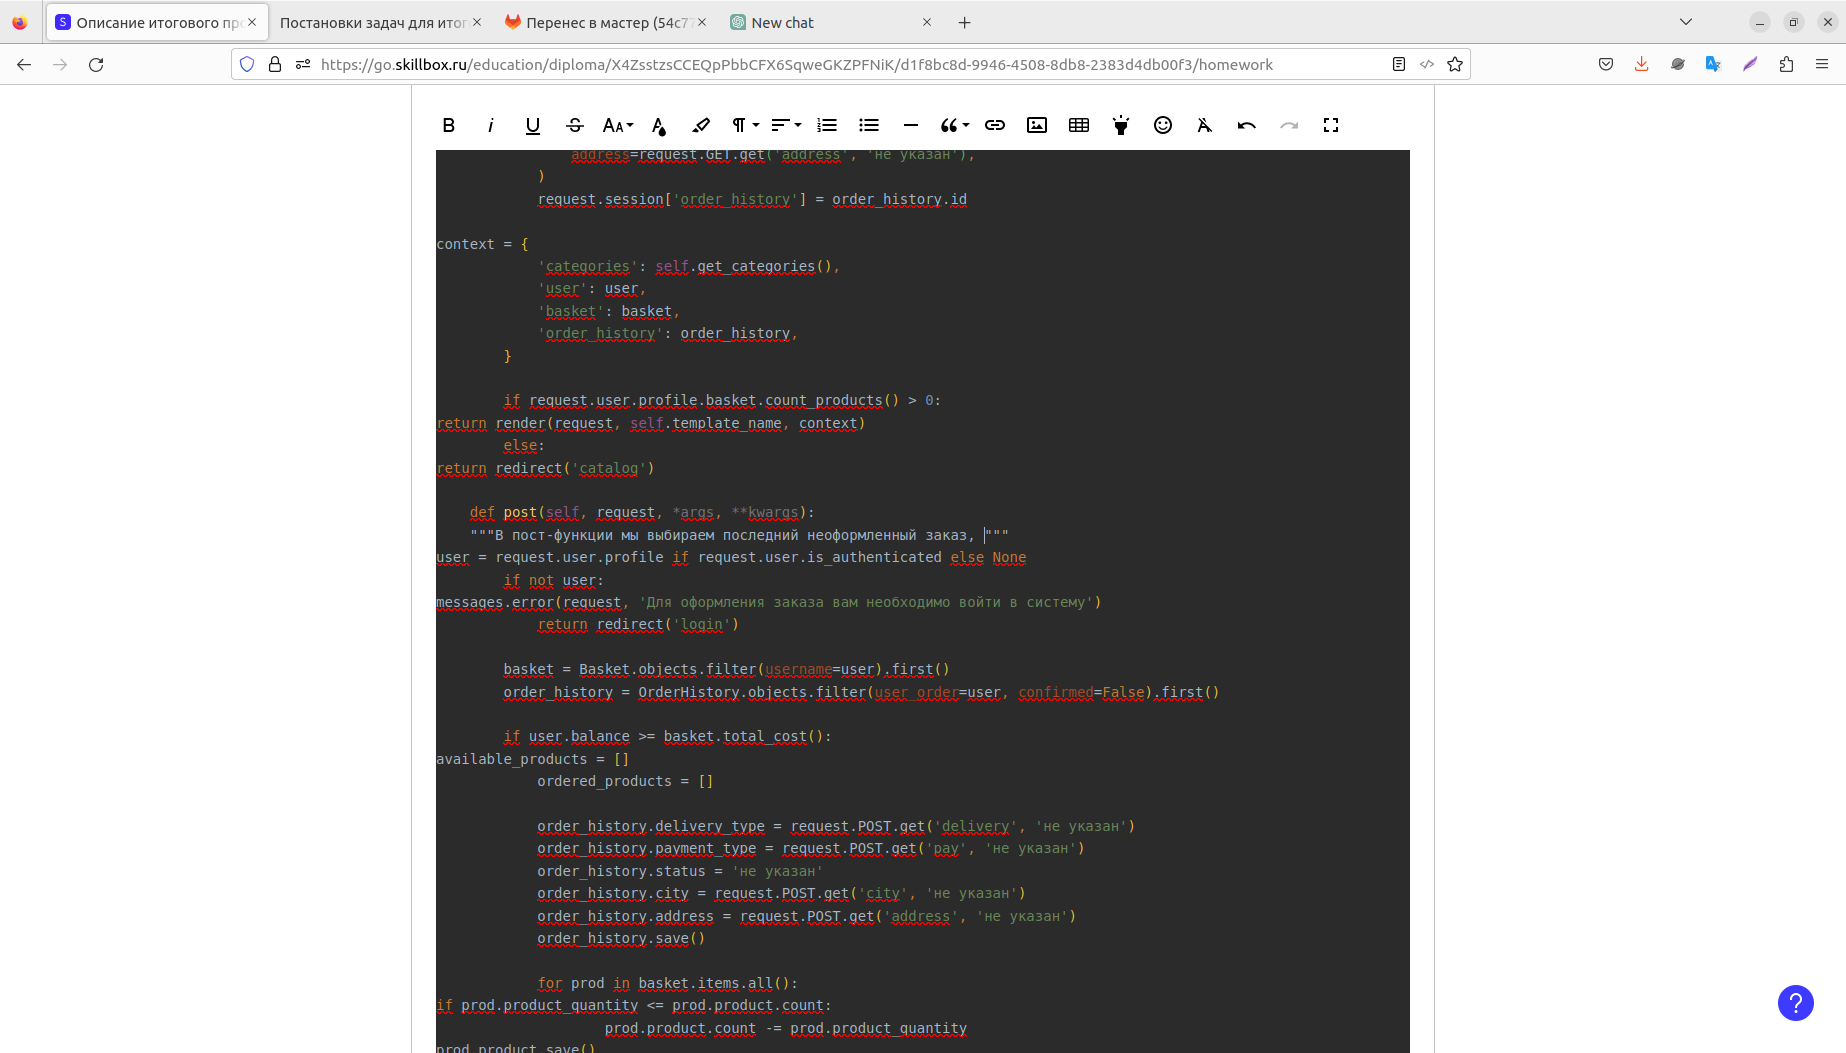 Описание итогового пр
Постановки задач для итог
Перенес в мастер (54c77
New chat
https://go.skillbox.ru/education/diploma/X4ZsstzsCCEQpPbbCFX6SqweGKZPFNiK/d1f8bc8d-9946-4508-8db8-2383d4db00f3/homework
address=request.GET.get('address', 'не указан'),
)
request.session['order_history'] = order_history.id
context = {
'categories': self.get_categories(),
'user': user,
'basket': basket,
'order_history': order_history,
}
if request.user.profile.basket.count_products() > 0:
return render(request, self.template_name, context)
else:
return redirect('catalog')
def post(self, request, *args, **kwargs):
"""В пост-функции мы выбираем последний неоформленный заказ, """
user = request.user.profile if request.user.is_authenticated else None
if not user:
messages.error(request, 'Для оформления заказа вам необходимо войти в систему')
return redirect('login')
basket = Basket.objects.filter(username=user).first()
order_history = OrderHistory.objects.filter(user_order=user, confirmed=False).first()
if user.balance >= basket.total_cost():
available_products = []
ordered_products = []
order_history.delivery_type = request.POST.get('delivery', 'не указан')
order_history.payment_type = request.POST.get('pay', 'не указан')
order_history.status = 'не указан'
order_history.city = request.POST.get('city', 'не указан')
order_history.address = request.POST.get('address', 'не указан')
order_history.save()
for prod in basket.items.all():
if prod.product_quantity <= prod.product.count:
prod.product.count -= prod.product_quantity
prod.product.save()